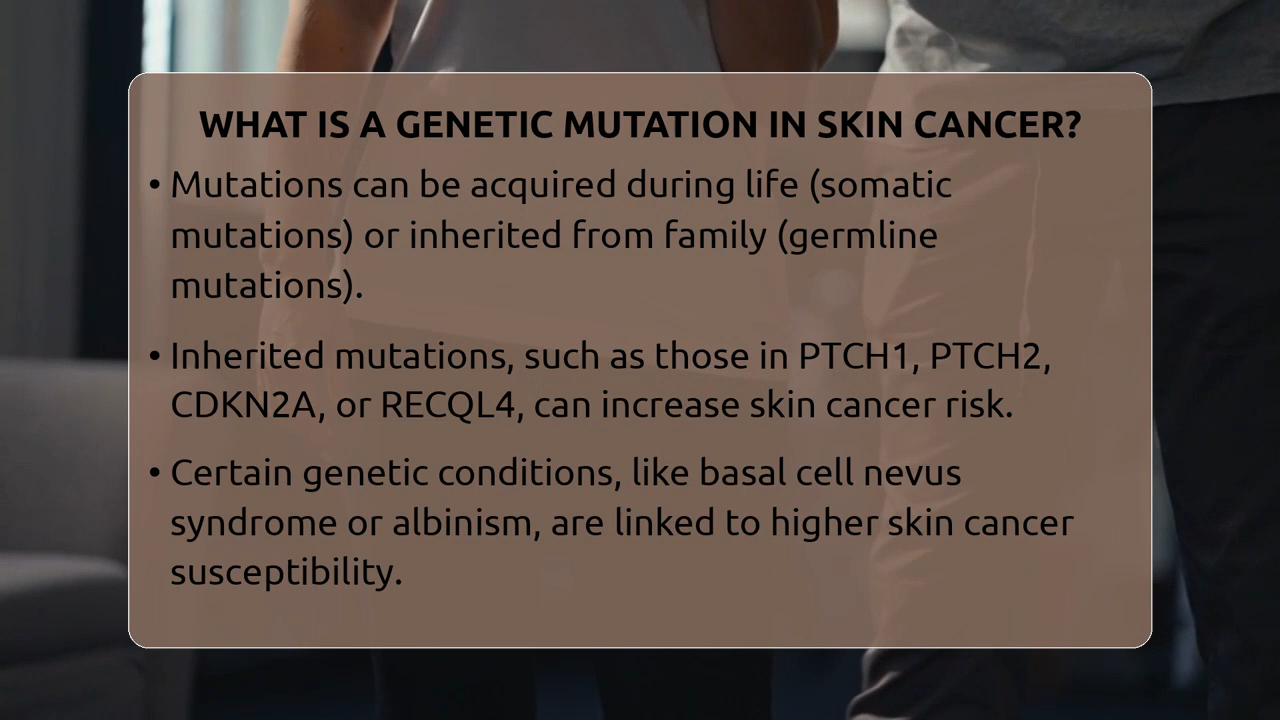 WHAT IS A GENETIC MUTATION IN SKIN CANCER?
• Mutations can be acquired during life (somatic
mutations) or inherited from family (germline
mutations).
• Inherited mutations, such as those in PTCH1, PTCH2,
CDKN2A, or RECQL4, can increase skin cancer risk.
• Certain genetic conditions, like basal cell nevus
syndrome or albinism, are linked to higher skin cancer
susceptibility.